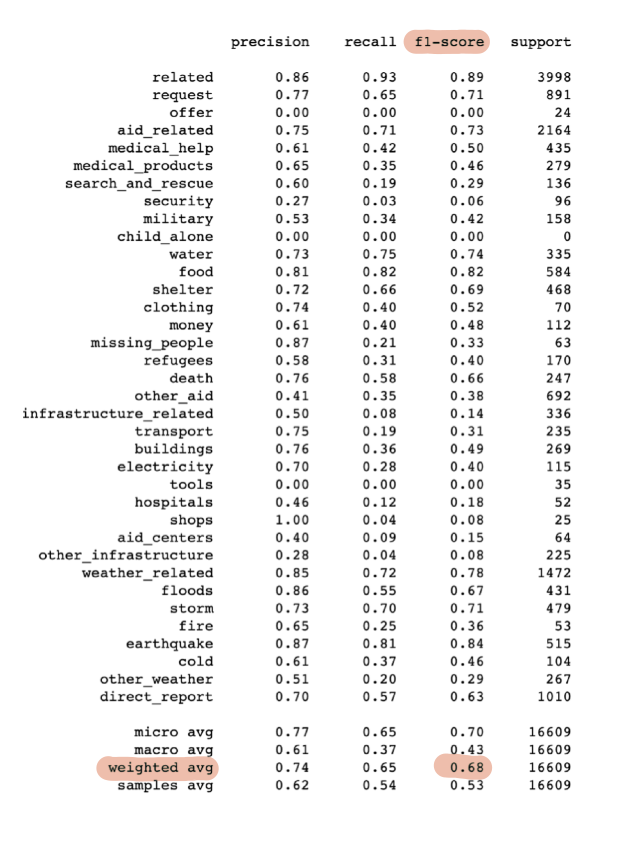 precision recall f1-score support
related 0.86 0.93 0.89 3998
request 0.77 0.65 0.71 891
offer 0.00 0.00 0.00 24
aid_related 0.75 0.71 0.73 2164
medical_help 0.61 0.42 0.50 435
medical_products 0.65 0.35 0.46 279
search_and_rescue 0.60 0.19 0.29 136
security 0.27 0.03 0.06 96
military 0.53 0.34 0.42 158
child_alone 0.00 0.00 0.00 0
water 0.73 0.75 0.74 335
food 0.81 0.82 0.82 584
shelter 0.72 0.66 0.69 468
clothing 0.74 0.40 0.52 70
money 0.61 0.40 0.48 112
missing_people 0.87 0.21 0.33 63
refugees 0.58 0.31 0.40 170
death 0.76 0.58 0.66 247
other_aid 0.41 0.35 0.38 692
infrastructure_related 0.50 0.08 0.14 336
transport 0.75 0.19 0.31 235
buildings 0.76 0.36 0.49 269
electricity 0.70 0.28 0.40 115
tools 0.00 0.00 0.00 35
hospitals 0.46 0.12 0.18 52
shops 1.00 0.04 0.08 25
aid_centers 0.40 0.09 0.15 64
other_infrastructure 0.28 0.04 0.08 225
weather_related 0.85 0.72 0.78 1472
floods 0.86 0.55 0.67 431
storm 0.73 0.70 0.71 479
fire 0.65 0.25 0.36 53
earthquake 0.87 0.81 0.84 515
cold 0.61 0.37 0.46 104
other_weather 0.51 0.20 0.29 267
direct_report 0.70 0.57 0.63 1010
micro avg 0.77 0.65 0.70 16609
macro avg 0.61 0.37 0.43 16609
weighted avg 0.74 0.65 0.68 16609
samples avg 0.62 0.54 0.53 16609